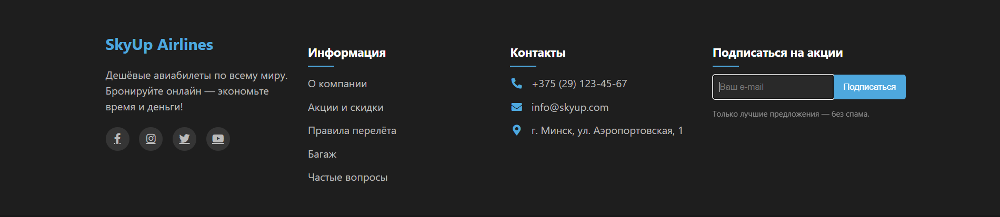 SkyUp Airlines
Дешёвые авиабилеты по всему миру.
Бронируйте онлайн — экономьте
время и деньги!
Информация
О компании
Акции и скидки
Правила перелёта
Багаж
Частые вопросы
Контакты
+375 (29) 123-45-67
info@skyup.com
г. Минск, ул. Аэропортовская, 1
Подписаться на акции
Ваш e-mail
Подписаться
Только лучшие предложения — без спама.